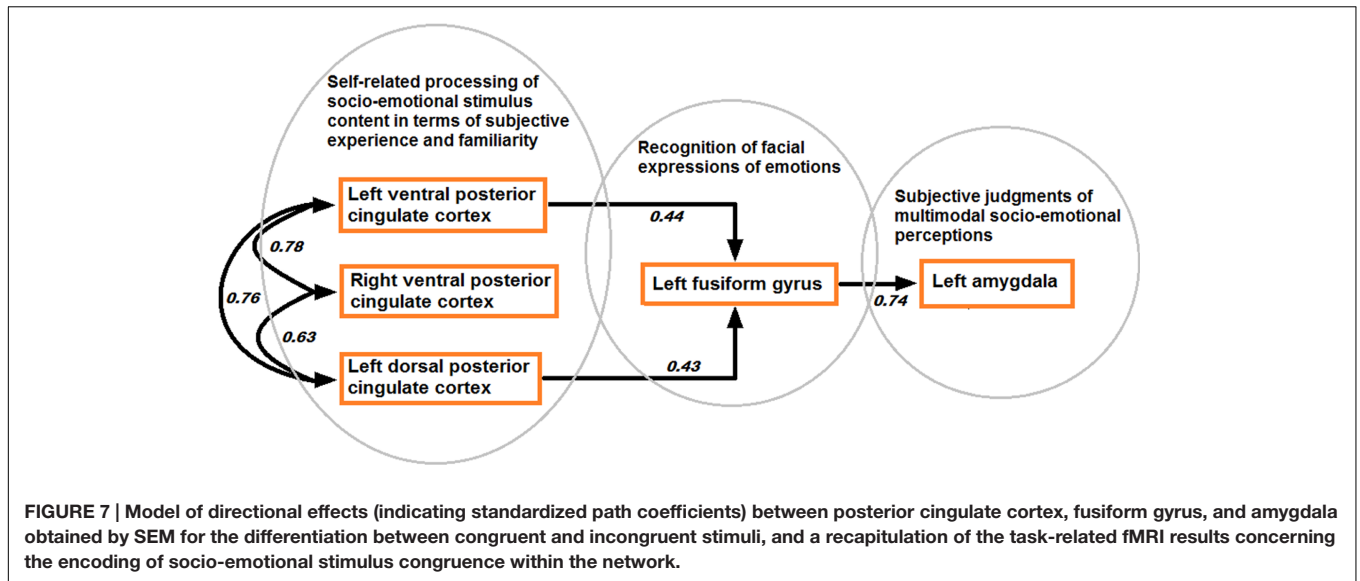 Self-related processing of
socio-emotional stimulus
content in terms of subjective
experience and familiarity
Left ventral posterior
cingulate cortex
0.78
Right ventral posterior
cingulate cortex
0.76
0.63
Left dorsal posterior
cingulate cortex
Recognition of facial
expressions of emotions
0.44
Left fusiform gyrus
0.43
Subjective judgments of
multimodal socio-emotional
perceptions
0.74
Left amygdala
FIGURE 7 | Model of directional effects (indicating standardized path coefficients) between posterior cingulate cortex, fusiform gyrus, and amygdala
obtained by SEM for the differentiation between congruent and incongruent stimuli, and a recapitulation of the task-related fMRI results concerning
the encoding of socio-emotional stimulus congruence within the network.